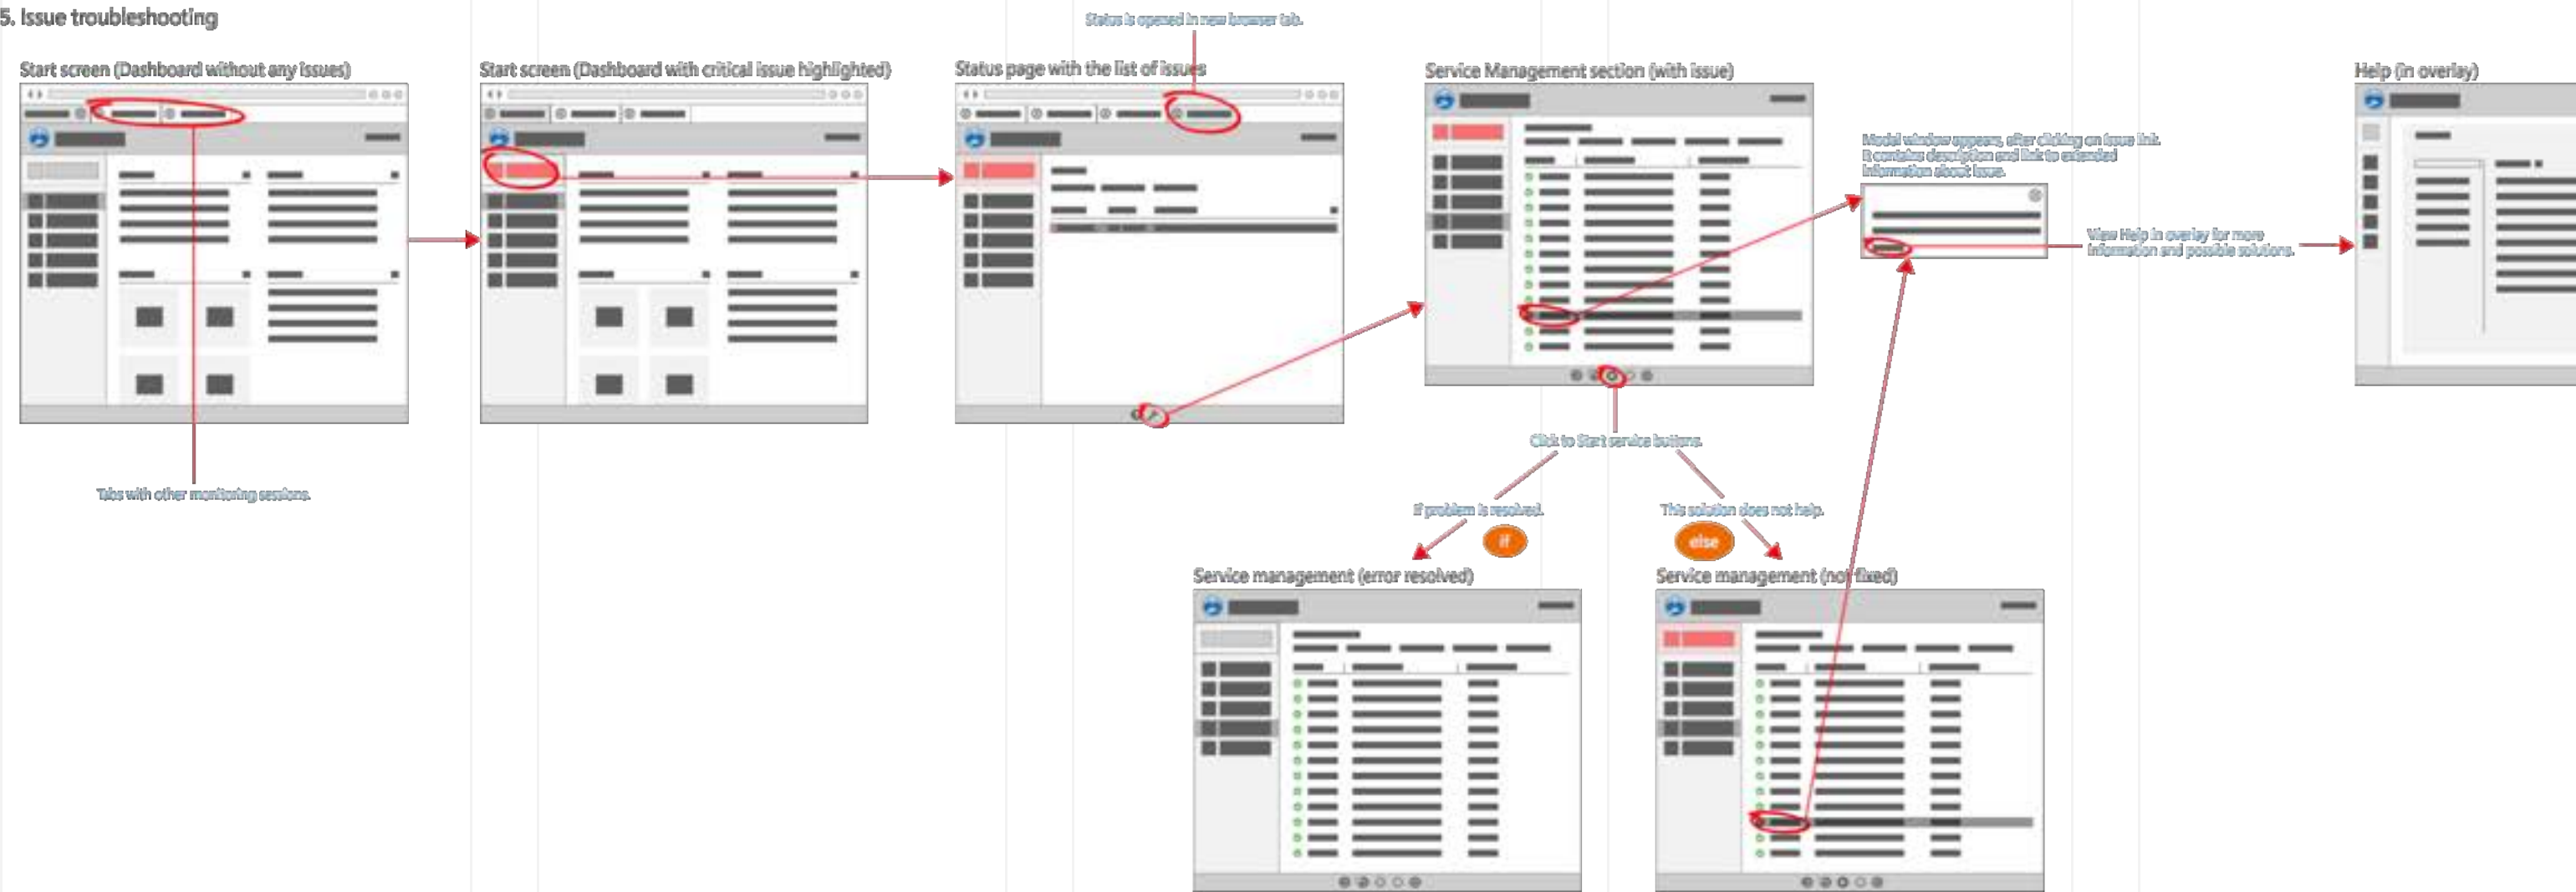 5. Issue troubleshooting
Status is opened in new browser tab.
Start screen (Dashboard without any issues)
Start screen (Dashboard with critical issue highlighted)
Status page with the list of issues
Service Management section (with issue)
Help (in overlay)
Modal window appears, after clicking on issue link.
It contains description and link to extended
information about issue.
View Help in overlay for more
information and possible solutions.
Click to Start service buttons.
Tabs with other monitoring sessions.
If problem is resolved.
This solution does not help.
if
else
Service management (error resolved)
Service management (not fixed)